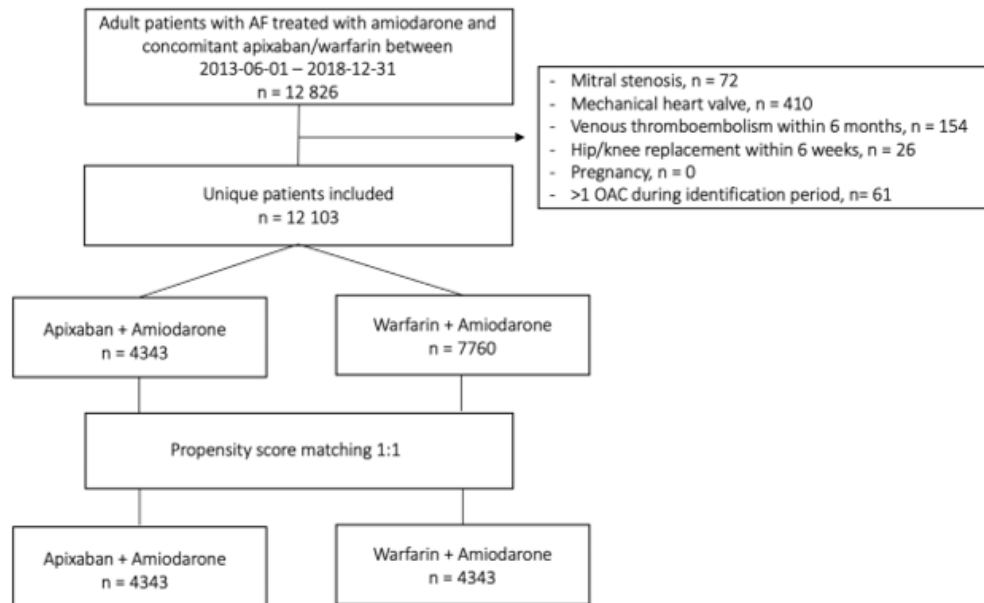 Adult patients with AF treated with amiodarone and
concomitant apixaban/warfarin between
2013-06-01 – 2018-12-31
n = 12 826
- Mitral stenosis, n = 72
- Mechanical heart valve, n = 410
- Venous thromboembolism within 6 months, n = 154
- Hip/knee replacement within 6 weeks, n = 26
- Pregnancy, n = 0
- >1 OAC during identification period, n= 61
Unique patients included
n = 12 103
Apixaban + Amiodarone
n = 4343
Warfarin + Amiodarone
n = 7760
Propensity score matching 1:1
Apixaban + Amiodarone
n = 4343
Warfarin + Amiodarone
n = 4343